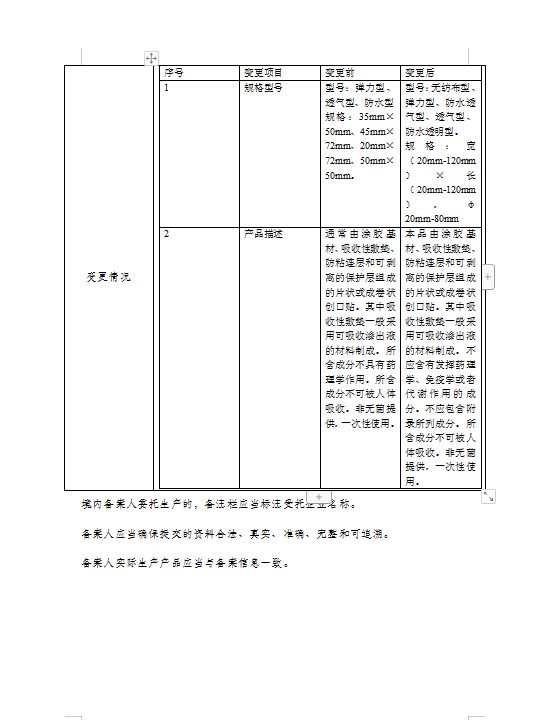 序号 变更项目 变更前 变更后
1 规格型号
型号：弹力型、
透气型、防水型
规格：35mm×
50mm、45mm×
72mm、20mm×
72mm、50mm×
50mm。
型号：无纺布型、
弹力型、防水透
气型、透气型、
防水透明型。
规格：宽
（20mm-120mm
）×长
（20mm-120mm
），Φ
20mm-80mm
变更情况
2 产品描述
通常由涂胶基
材、吸收性敷垫、
防粘连层和可剥
离的保护层组成
的片状或成卷状
创口贴。其中吸
收性敷垫一般采
用可吸收渗出液
的材料制成。所
含成分不具有药
理学作用。所含
成分不可被人体
吸收。非无菌提
供，一次性使用。
本品由涂胶基
材、吸收性敷垫、
防粘连层和可剥
离的保护层组成
的片状或成卷状
创口贴。其中吸
收性敷垫一般采
用可吸收渗出液
的材料制成。不
应含有发挥药理
学、免疫学或者
代谢作用的成
分。不应包含附
录所列成分。所
含成分不可被人
体吸收。非无菌
提供，一次性使
用。
境内备案人委托生产的，备注栏应当标注受托企业名称。
备案人应当确保提交的资料合法、真实、准确、完整和可追溯。
备案人实际生产产品应当与备案信息一致。